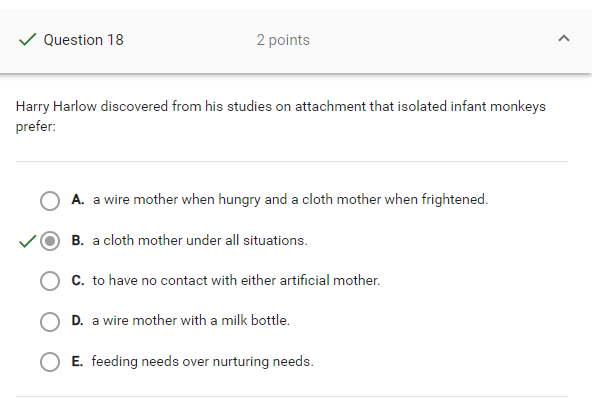 Question 18 2 points
Harry Harlow discovered from his studies on attachment that isolated infant monkeys
prefer:
A. a wire mother when hungry and a cloth mother when frightened.
B. a cloth mother under all situations.
C. to have no contact with either artificial mother.
D. a wire mother with a milk bottle.
E. feeding needs over nurturing needs.